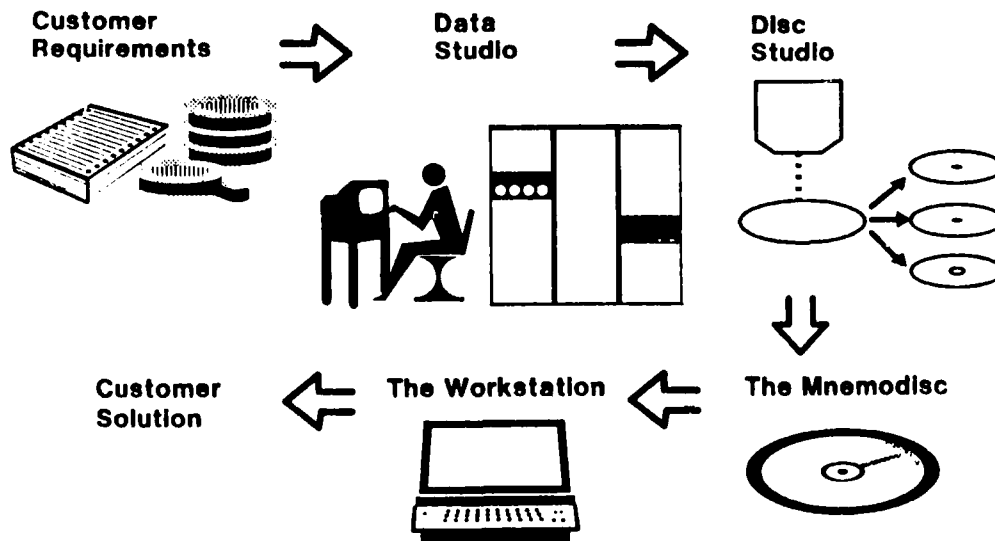 Customer
Requirements
Data
Studio
Disc
Studio
Customer
Solution
The Workstation
The Mnemodisc